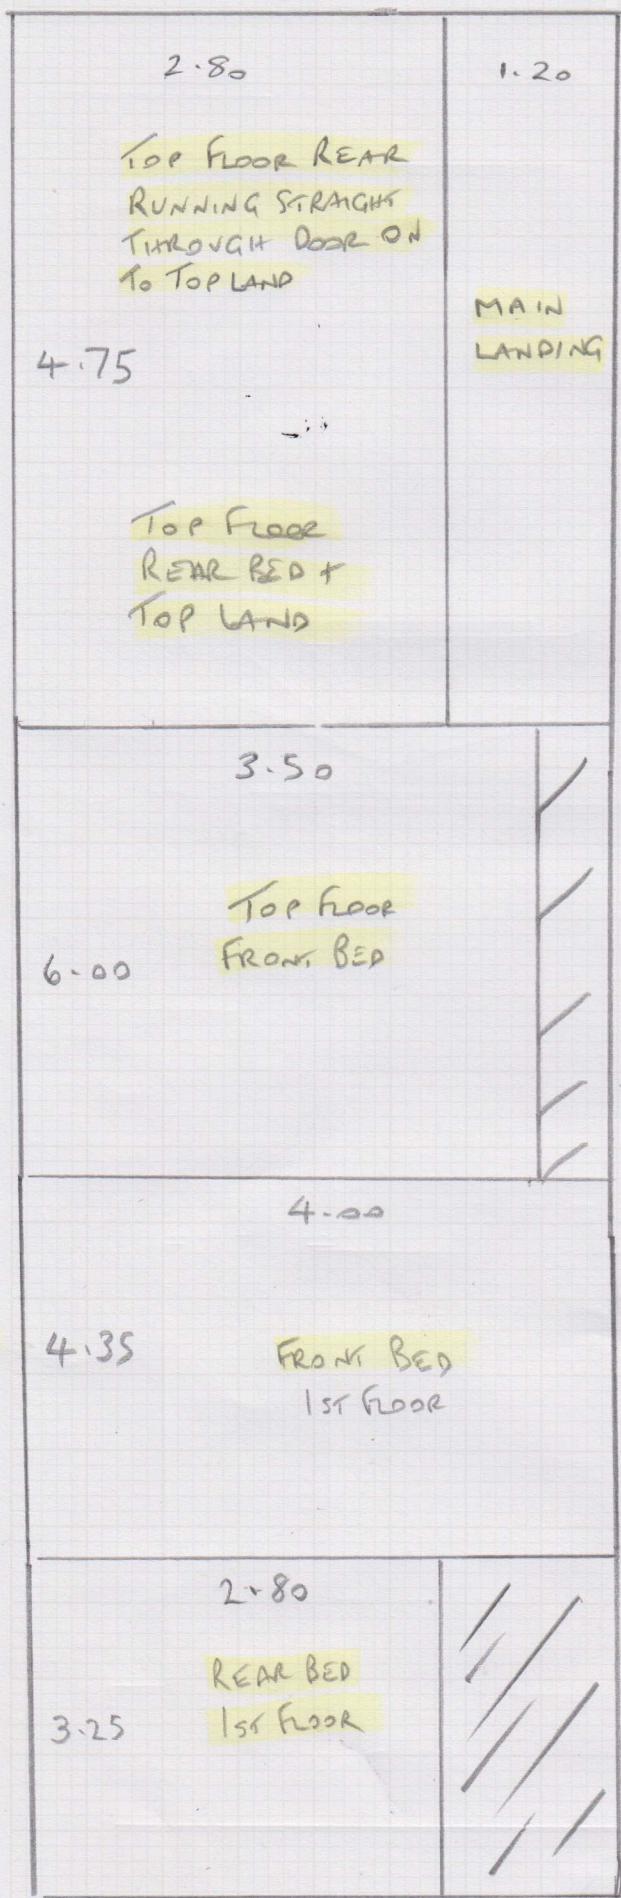 2.80
1.20
TOP FLOOR REAR
RUNNING STRAIGHT
THROUGH DOOR ON
TO TOP LAND
MAIN
LANDING
4.75
TOP FLOOR
REAR BED +
TOP LAND
3.50
TOP FLOOR
FRONT BED
6.00
4.00
4.35
FRONT BED
1ST FLOOR
2.80
REAR BED
1ST FLOOR
3.25